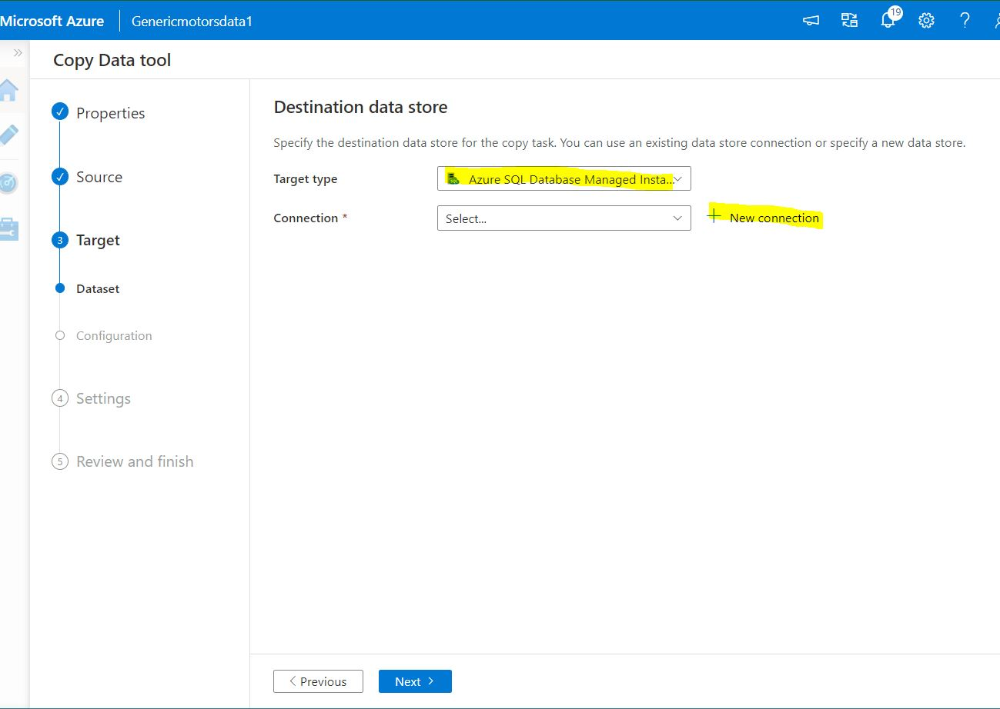 Microsoft Azure
Genericmotorsdata1
19
Copy Data tool
Properties
Source
3 Target
Dataset
Configuration
4 Settings
5 Review and finish
Destination data store
Specify the destination data store for the copy task. You can use an existing data store connection or specify a new data store.
Target type
Azure SQL Database Managed Insta...
Connection *
Select...
New connection
Previous
Next